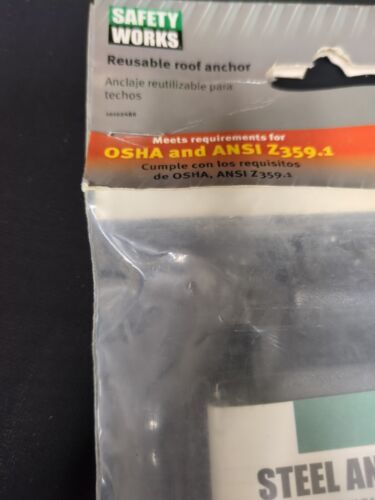 SAFETY
WORKS
Reusable roof anchor
Anclaje reutilizable para
techos
Meets requirements for
OSHA and ANSI Z359.1
Cumple con los requisitos
de OSHA, ANSI Z359.1
STEEL AN